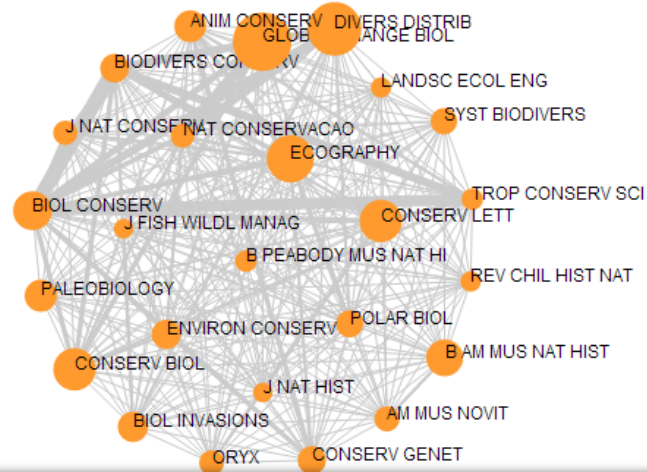 ANIM CONSERV
DIVERS DISTRIB
GLOB CHANGE BIOL
BIODIVERS CONSERV
LANDSC ECOL ENG
SYST BIODIVERS
J NAT CONSERV
NAT CONSERVACAO
ECOGRAPHY
TROP CONSERV SCI
BIOL CONSERV
CONSERV LETT
J FISH WILDL MANAG
B PEABODY MUS NAT HI
REV CHIL HIST NAT
PALEOBIOLOGY
POLAR BIOL
ENVIRON CONSERV
B AM MUS NAT HIST
CONSERV BIOL
J NAT HIST
AM MUS NOVIT
BIOL INVASIONS
CONSERV GENET
ORYX